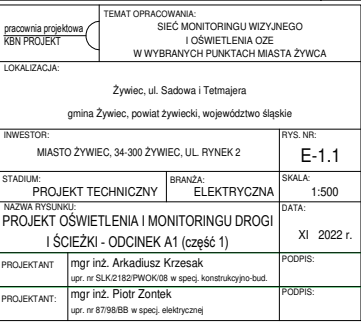 pracownia projektowa
KBN PROJEKT
TEMAT OPRACOWANIA:
SIEĆ MONITORINGU WIZYJNEGO
I OŚWIETLENIA OZE
W WYBRANYCH PUNKTACH MIASTA ŻYWCA
LOKALIZACJA:
Żywiec, ul. Sadowa i Tetmajera
gmina Żywiec, powiat żywiecki, województwo śląskie
INWESTOR:
MIASTO ŻYWIEC, 34-300 ŻYWIEC, UL. RYNEK 2
RYS. NR:
E-1.1
STADIUM:
PROJEKT TECHNICZNY
BRANŻA:
ELEKTRYCZNA
SKALA:
1:500
NAZWA RYSUNKU:
PROJEKT OŚWIETLENIA I MONITORINGU DROGI
I ŚCIEŻKI - ODCINEK A1 (część 1)
DATA:
XI 2022 r.
PROJEKTANT
mgr inż. Arkadiusz Krzesak
upr. nr SLK/2182/PWOK/08 w specj. konstrukcyjno-bud.
PODPIS:
PROJEKTANT:
mgr inż. Piotr Zontek
upr. nr 87/98/BB w specj. elektrycznej
PODPIS: